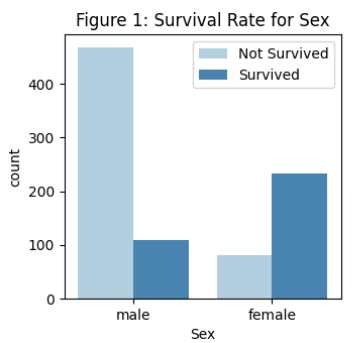 Figure 1: Survival Rate for Sex
Not Survived
Survived
count
400
300
200
100
0
male
female
Sex